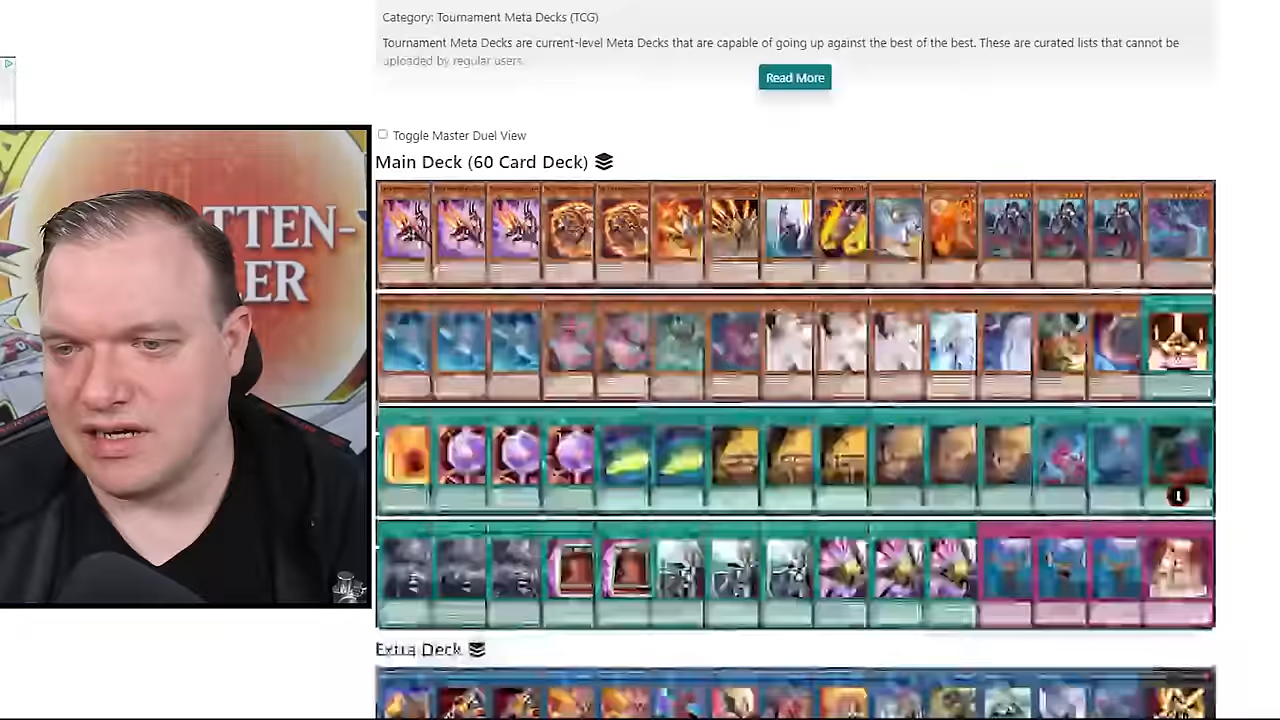 Category: Tournament Meta Decks (TCG)
Tournament Meta Decks are current-level Meta Decks that are capable of going up against the best of the best. These are curated lists that cannot be
uploaded by regular users.
Read More
Toggle Master Duel View
Main Deck (60 Card Deck)
TTEN-
LER
Extra Deck